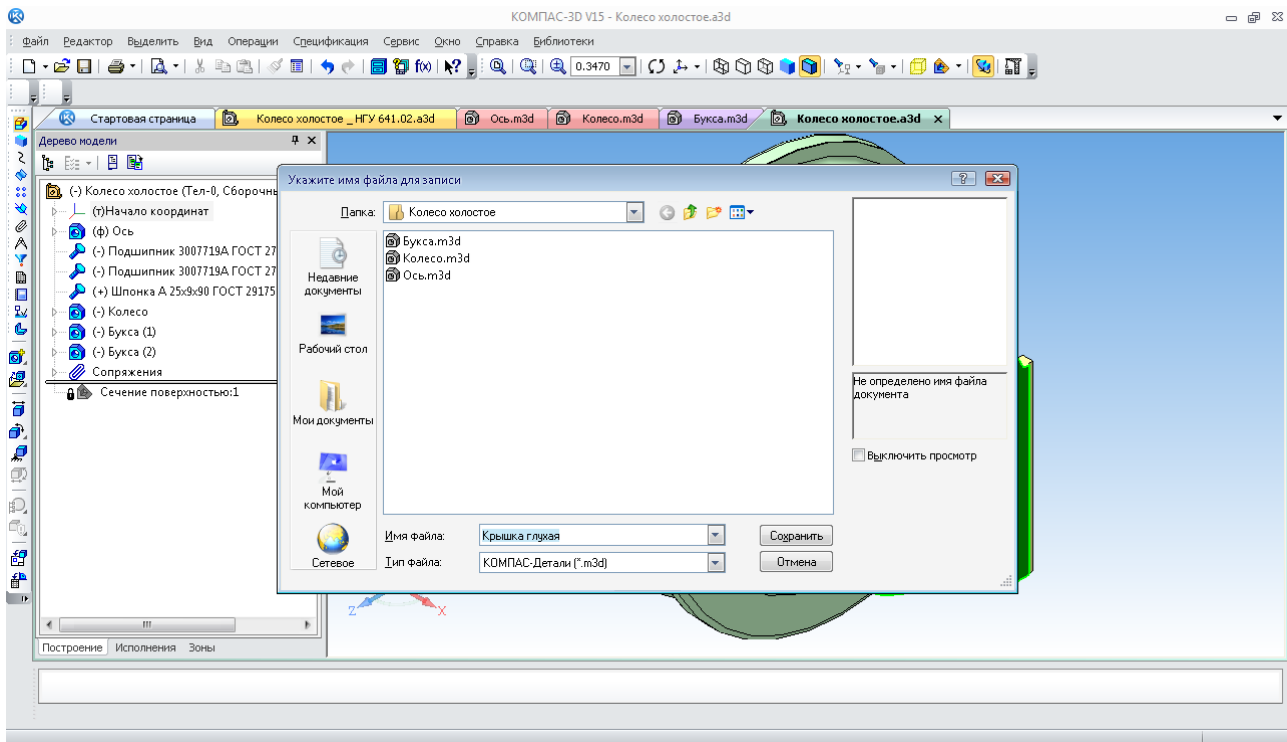 КОМПАС-3D V15 - Колесо холостое.a3d
Файл Редактор Выделить Вид Операции Спецификация Сервис Окно Справка Библиотеки
0.3470
Стартовая страница Колесо холостое _ НГУ 641.02.a3d Ось.m3d Колесо.m3d Букса.m3d Колесо холостое.a3d
Дерево модели
(-) Колесо холостое (Тел-0, Сборочнь
(т)Начало координат
(ф) Ось
(-) Подшипник 3007719А ГОСТ 27
(-) Подшипник 3007719А ГОСТ 27
(+) Шпонка А 25х9х90 ГОСТ 29175
(-) Колесо
(-) Букса (1)
(-) Букса (2)
Сопряжения
Сечение поверхностью:1
Построение Исполнения Зоны
Укажите имя файла для записи
Папка: Колесо холостое
Недавние документы
Рабочий стол
Мои документы
Мой компьютер
Сетевое
Букса.m3d
Колесо.m3d
Ось.m3d
Не определено имя файла
документа
Выключить просмотр
Имя файла: Крышка глухая Сохранить
Тип файла: КОМПАС-Детали (*.m3d) Отмена
Z X